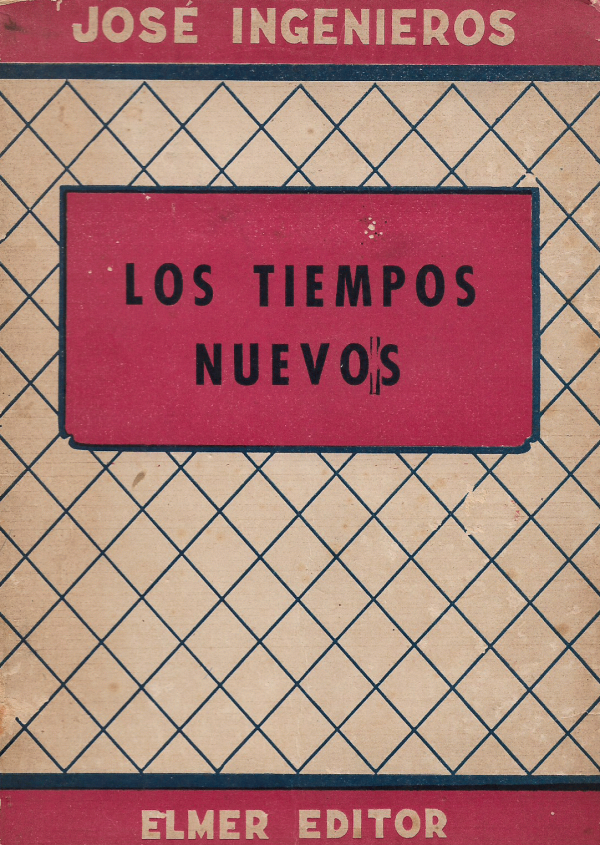 JOSÉ INGENIEROS
LOS TIEMPOS
NUEVOS
ELMER EDITOR